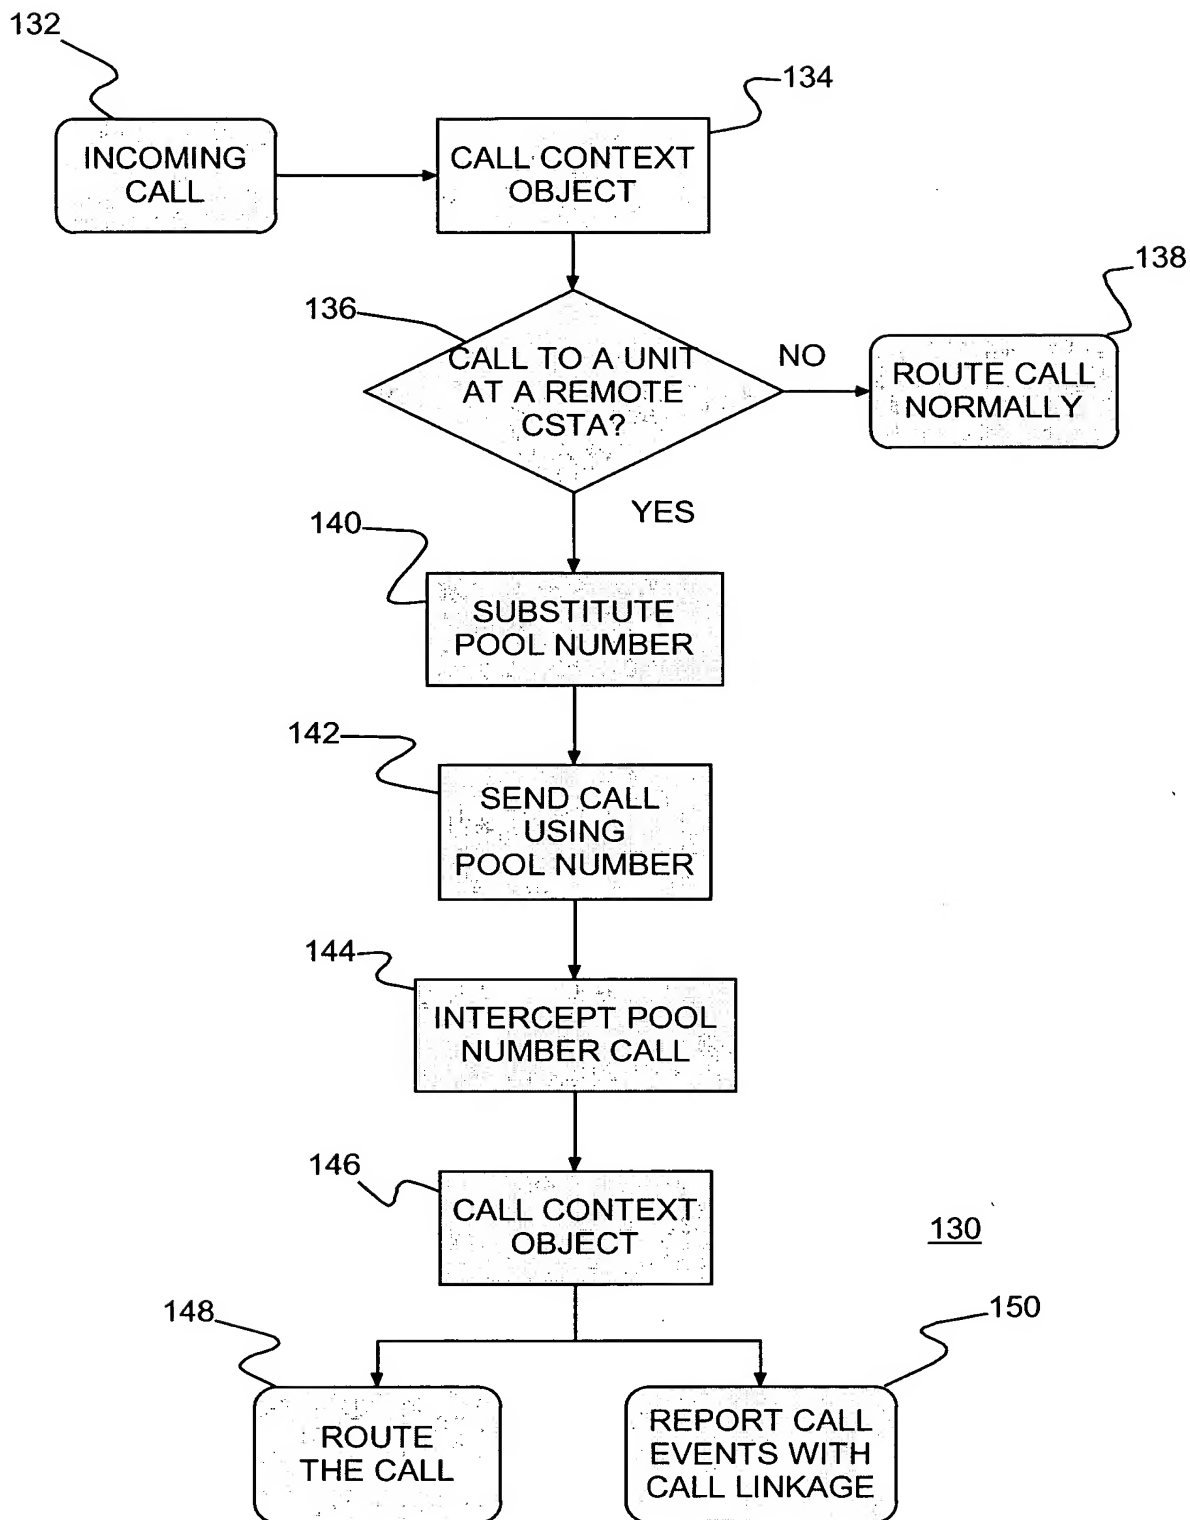 132
134
INCOMING
CALL
CALL CONTEXT
OBJECT
138
136
CALL TO A UNIT
AT A REMOTE
CSTA?
NO
ROUTE CALL
NORMALLY
YES
140
SUBSTITUTE
POOL NUMBER
142
SEND CALL
USING
POOL NUMBER
144
INTERCEPT POOL
NUMBER CALL
146
CALL CONTEXT
OBJECT
130
148
150
ROUTE
THE CALL
REPORT CALL
EVENTS WITH
CALL LINKAGE